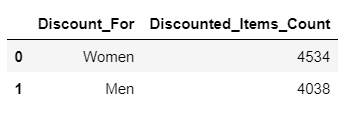 Discount_For Discounted_Items_Count
0 Women 4534
1 Men 4038